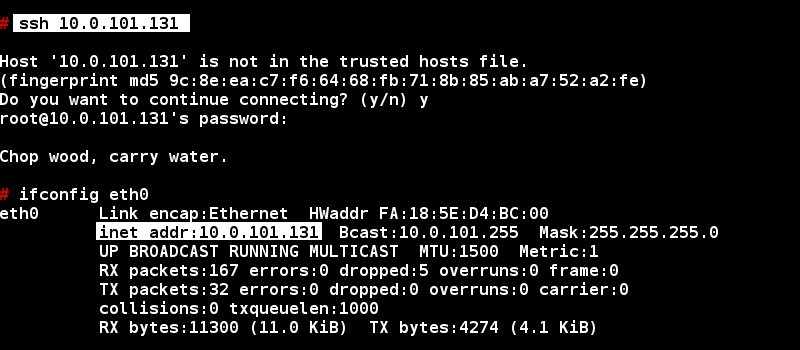 # ssh 10.0.101.131
Host '10.0.101.131' is not in the trusted hosts file.
(fingerprint md5 9c:8e:ea:c7:f6:64:68:fb:71:8b:85:ab:a7:52:a2:fe)
Do you want to continue connecting? (y/n) y
root@10.0.101.131's password:
Chop wood, carry water.
# ifconfig eth0
eth0      Link encap:Ethernet  HWaddr FA:18:5E:D4:BC:00
          inet addr:10.0.101.131  Bcast:10.0.101.255  Mask:255.255.255.0
          UP BROADCAST RUNNING MULTICAST  MTU:1500  Metric:1
          RX packets:167 errors:0 dropped:5 overruns:0 frame:0
          TX packets:32 errors:0 dropped:0 overruns:0 carrier:0
          collisions:0 txqueuelen:1000
          RX bytes:11300 (11.0 KiB)  TX bytes:4274 (4.1 KiB)